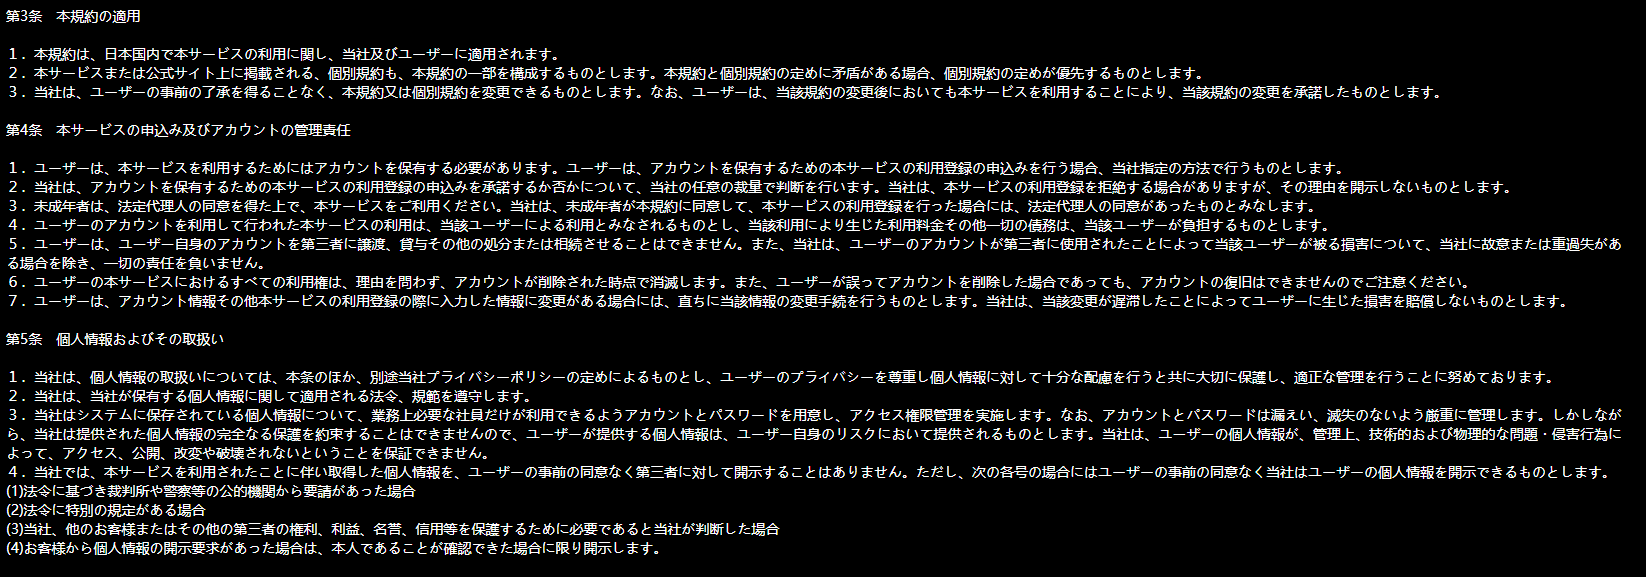 第3条　本規約の適用
１．本規約は、日本国内で本サービスの利用に関し、当社及びユーザーに適用されます。
２．本サービスまたは公式サイト上に掲載される、個別規約も、本規約の一部を構成するものとします。本規約と個別規約の定めに矛盾がある場合、個別規約の定めが優先するものとします。
３．当社は、ユーザーの事前の了承を得ることなく、本規約又は個別規約を変更できるものとします。なお、ユーザーは、当該規約の変更後においても本サービスを利用することにより、当該規約の変更を承諾したものとします。
第4条　本サービスの申込み及びアカウントの管理責任
１．ユーザーは、本サービスを利用するためにはアカウントを保有する必要があります。ユーザーは、アカウントを保有するための本サービスの利用登録の申込みを行う場合、当社指定の方法で行うものとします。
２．当社は、アカウントを保有するための本サービスの利用登録の申込みを承諾するか否かについて、当社の任意の裁量で判断を行います。当社は、本サービスの利用登録を拒絶する場合がありますが、その理由を開示しないものとします。
３．未成年者は、法定代理人の同意を得た上で、本サービスをご利用ください。当社は、未成年者が本規約に同意して、本サービスの利用登録を行った場合には、法定代理人の同意があったものとみなします。
４．ユーザーのアカウントを利用して行われた本サービスの利用は、当該ユーザーによる利用とみなされるものとし、当該利用により生じた利用料金その他一切の債務は、当該ユーザーが負担するものとします。
５．ユーザーは、ユーザー自身のアカウントを第三者に譲渡、貸与その他の処分または相続させることはできません。また、当社は、ユーザーのアカウントが第三者に使用されたことによって当該ユーザーが被る損害について、当社に故意または重過失があ
る場合を除き、一切の責任を負いません。
６．ユーザーの本サービスにおけるすべての利用権は、理由を問わず、アカウントが削除された時点で消滅します。また、ユーザーが誤ってアカウントを削除した場合であっても、アカウントの復旧はできませんのでご注意ください。
７．ユーザーは、アカウント情報その他本サービスの利用登録の際に入力した情報に変更がある場合には、直ちに当該情報の変更手続を行うものとします。当社は、当該変更が遅滞したことによってユーザーに生じた損害を賠償しないものとします。
第5条　個人情報およびその取扱い
１．当社は、個人情報の取扱いについては、本条のほか、別途当社プライバシーポリシーの定めによるものとし、ユーザーのプライバシーを尊重し個人情報に対して十分な配慮を行うと共に大切に保護し、適正な管理を行うことに努めております。
２．当社は、当社が保有する個人情報に関して適用される法令、規範を遵守します。
３．当社はシステムに保存されている個人情報について、業務上必要な社員だけが利用できるようアカウントとパスワードを用意し、アクセス権限管理を実施します。なお、アカウントとパスワードは漏えい、滅失のないよう厳重に管理します。しかしなが
ら、当社は提供された個人情報の完全なる保護を約束することはできませんので、ユーザーが提供する個人情報は、ユーザー自身のリスクにおいて提供されるものとします。当社は、ユーザーの個人情報が、管理上、技術的および物理的な問題・侵害行為に
よって、アクセス、公開、改変や破壊されないということを保証できません。
４．当社では、本サービスを利用されたことに伴い取得した個人情報を、ユーザーの事前の同意なく第三者に対して開示することはありません。ただし、次の各号の場合にはユーザーの事前の同意なく当社はユーザーの個人情報を開示できるものとします。
(1)法令に基づき裁判所や警察等の公的機関から要請があった場合
(2)法令に特別の規定がある場合
(3)当社、他のお客様またはその他の第三者の権利、利益、名誉、信用等を保護するために必要であると当社が判断した場合
(4)お客様から個人情報の開示要求があった場合は、本人であることが確認できた場合に限り開示します。